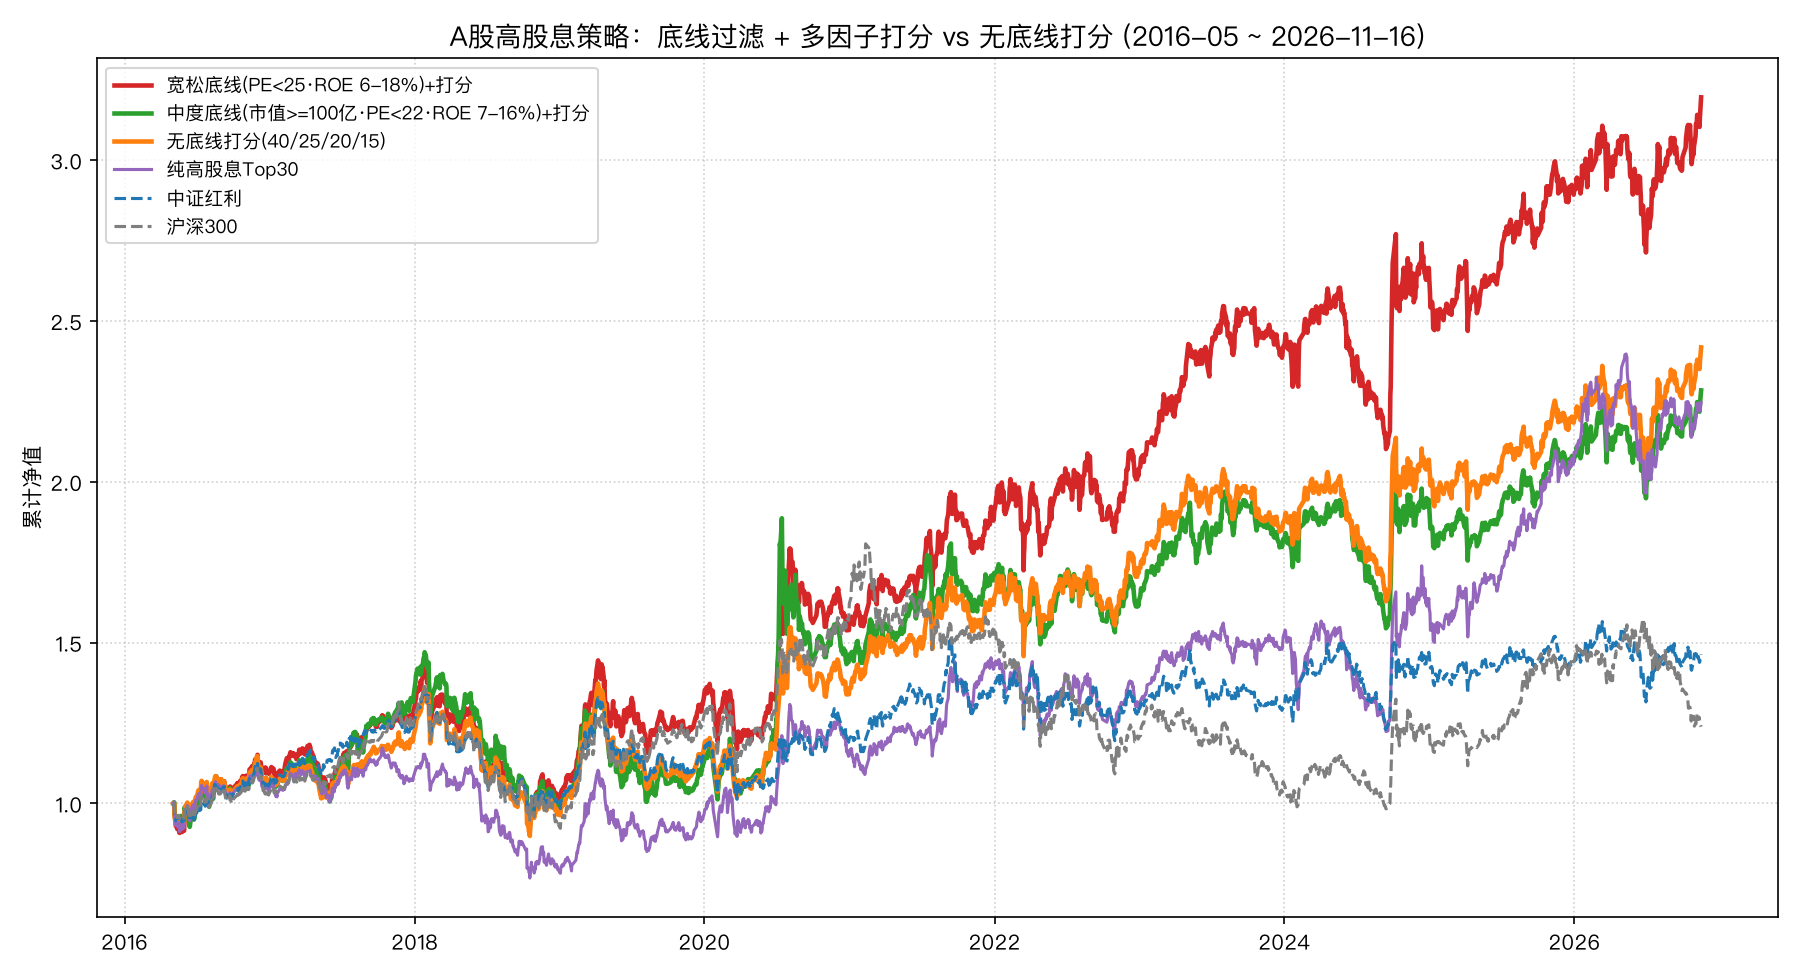 A股高股息策略：底线过滤 + 多因子打分 vs 无底线打分 (2016-05 ~ 2026-11-16)
宽松底线(PE<25·ROE 6-18%)+打分
中度底线(市值>=100亿·PE<22·ROE 7-16%)+打分
无底线打分(40/25/20/15)
纯高股息Top30
中证红利
沪深300
累计净值
3.0
2.5
2.0
1.5
1.0
2016
2018
2020
2022
2024
2026